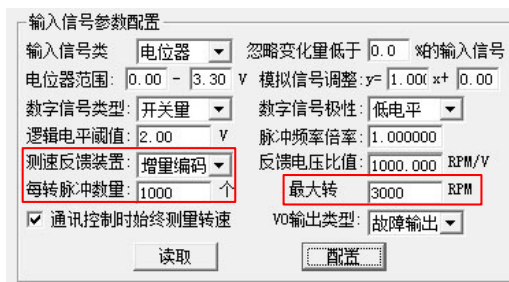 输入信号参数配置
输入信号类 电位器 忽略变化量低于 0.0 %的输入信号
电位器范围: 0.00 - 3.30 V 模拟信号调整: y= 1.00( x+ 0.00
数字信号类型: 开关量 数字信号极性: 低电平
逻辑电平阈值: 2.00 V 脉冲频率倍率: 1.000000
测速反馈装置: 增量编码 反馈电压比值: 1000.000 RPM/V
每转脉冲数量: 1000 个 最大转 3000 RPM
通讯控制时始终测量转速 VO输出类型: 故障输出
读取 配置